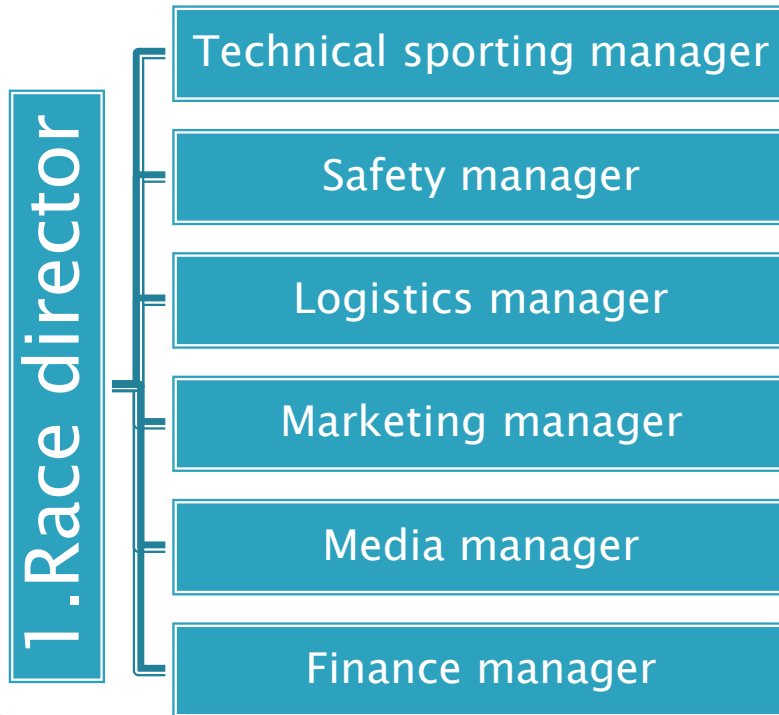 1.Race director
Technical sporting manager
Safety manager
Logistics manager
Marketing manager
Media manager
Finance manager